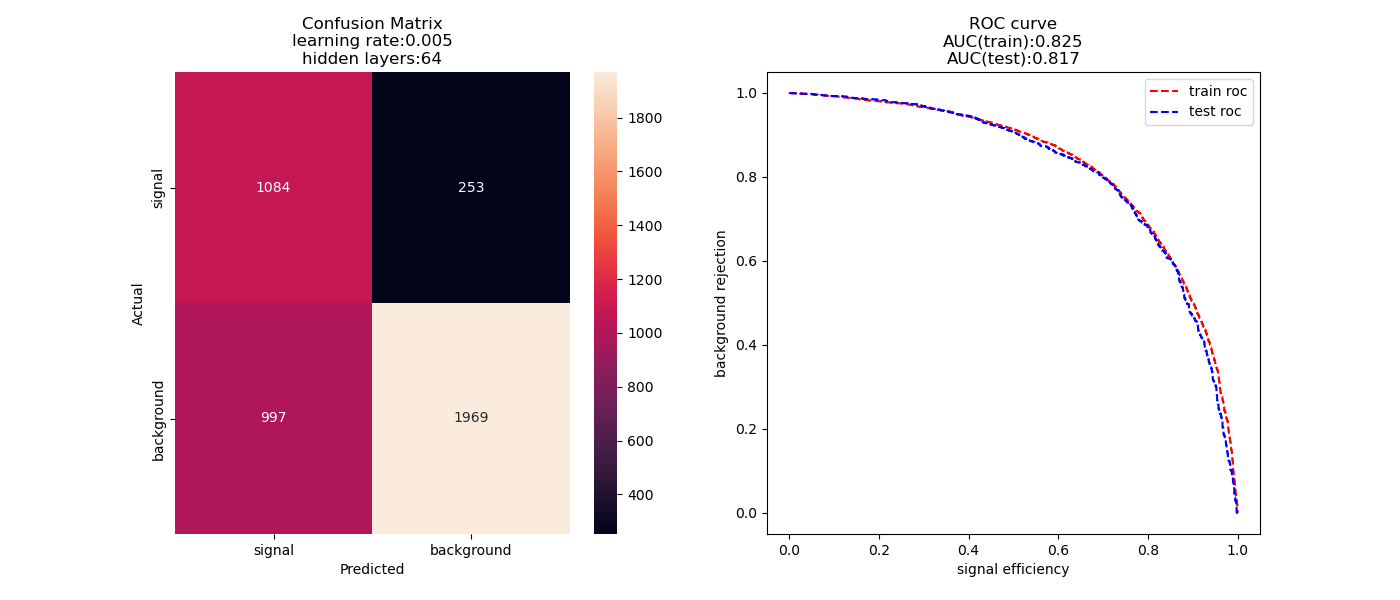 Confusion Matrix
learning rate:0.005
hidden layers:64
signal
background
Actual
1084
253
997
1969
signal
background
Predicted
1800
1600
1400
1200
1000
800
600
400
ROC curve
AUC(train):0.825
AUC(test):0.817
train roc
test roc
background rejection
1.0
0.8
0.6
0.4
0.2
0.0
0.0
0.2
0.4
0.6
0.8
1.0
signal efficiency